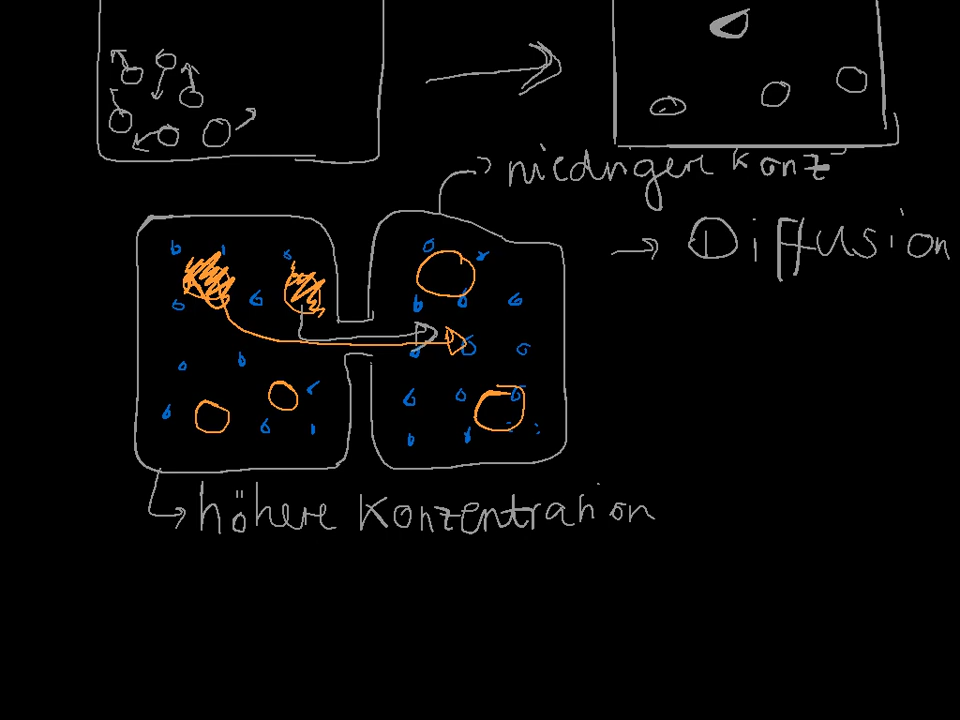 niedrigere Konz
→ Diffusion
höhere Konzentration